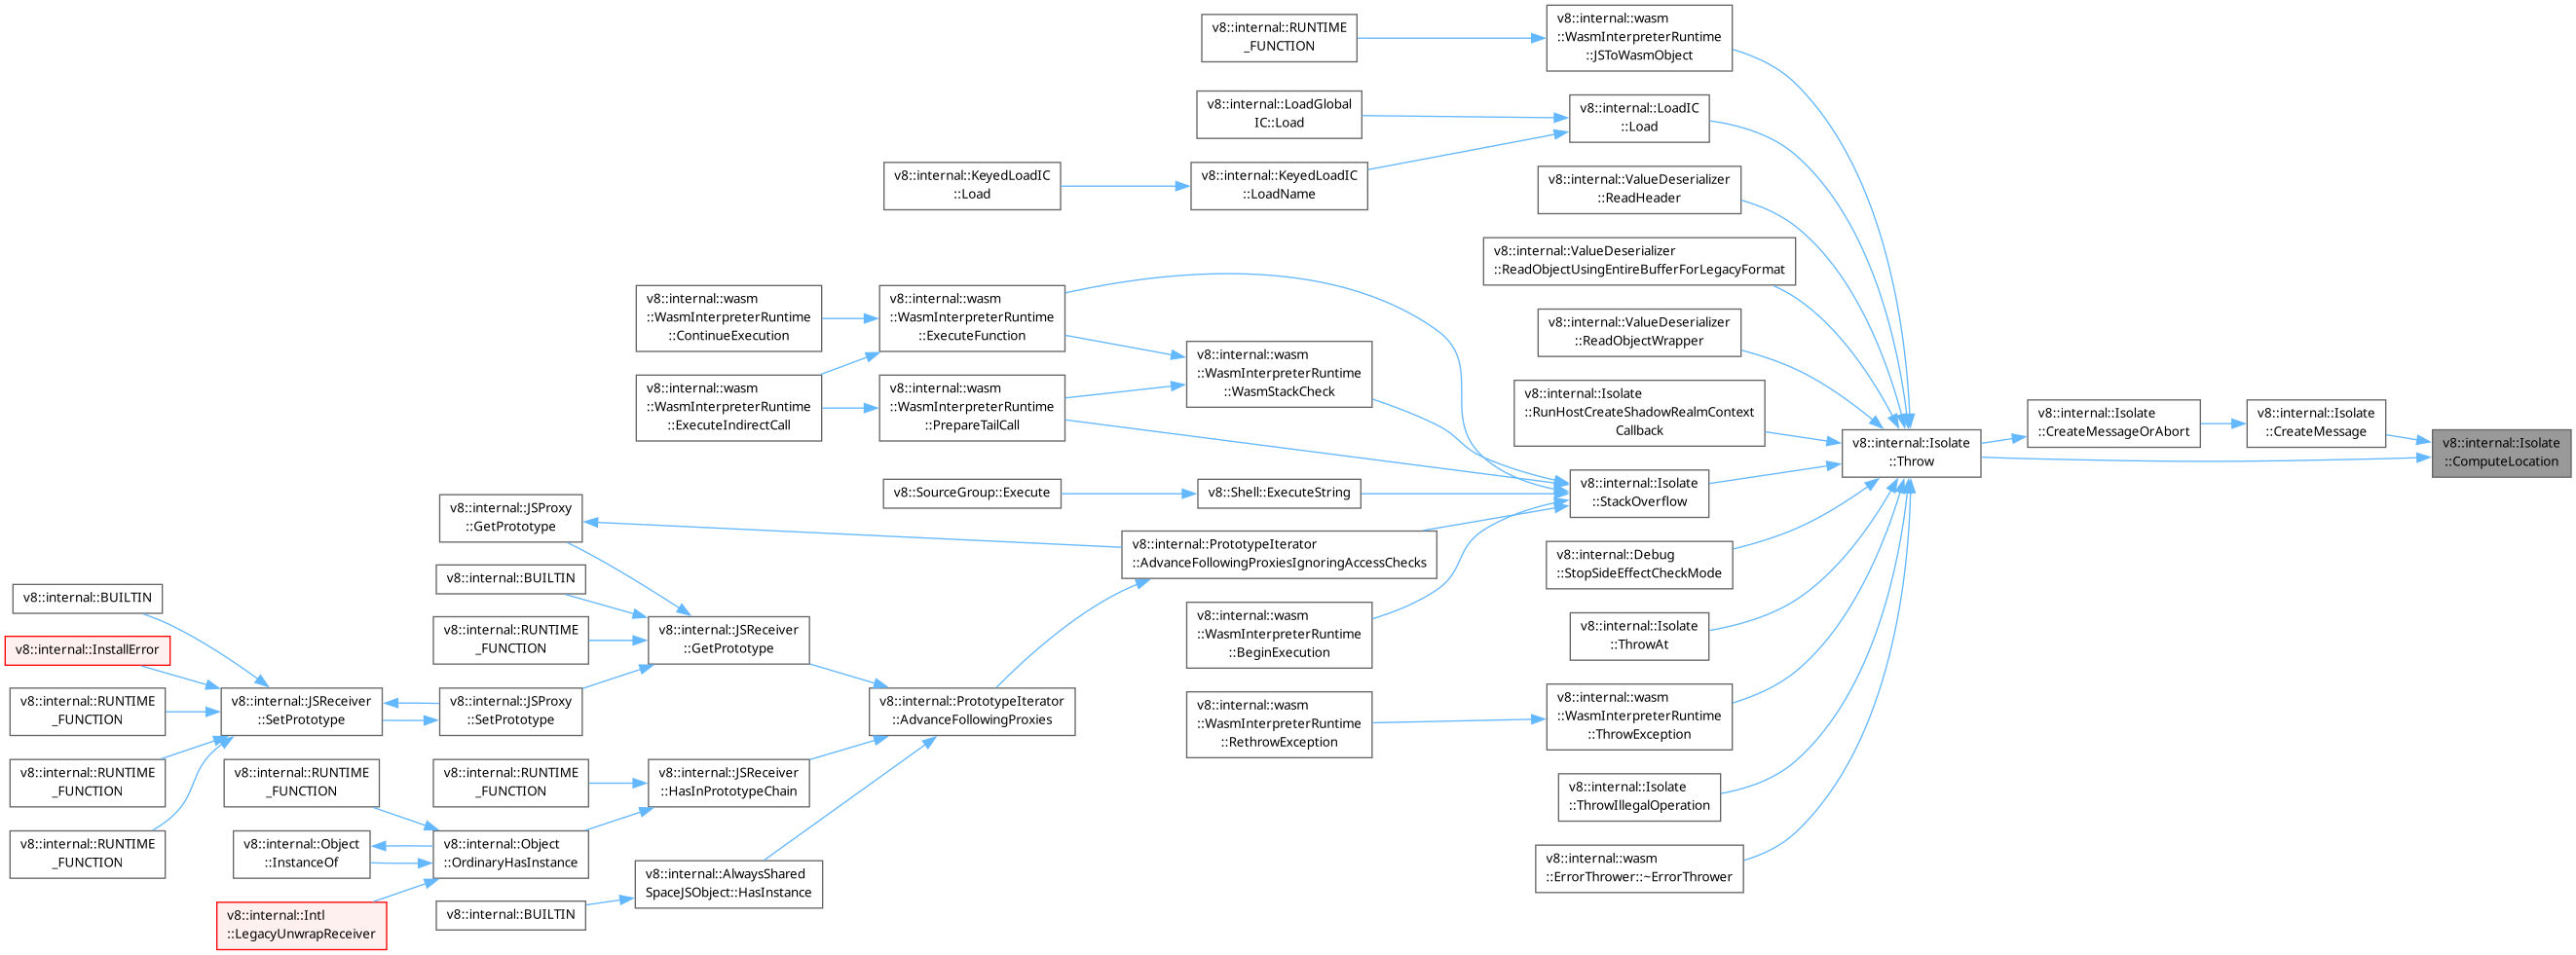 v8::internal::RUNTIME
_FUNCTION
v8::internal::wasm
::WasmInterpreterRuntime
::JSToWasmObject
v8::internal::LoadGlobal
IC::Load
v8::internal::LoadIC
::Load
v8::internal::KeyedLoadIC
::Load
v8::internal::KeyedLoadIC
::LoadName
v8::internal::ValueDeserializer
::ReadHeader
v8::internal::ValueDeserializer
::ReadObjectUsingEntireBufferForLegacyFormat
v8::internal::wasm
::WasmInterpreterRuntime
::ContinueExecution
v8::internal::wasm
::WasmInterpreterRuntime
::ExecuteFunction
v8::internal::ValueDeserializer
::ReadObjectWrapper
v8::internal::wasm
::WasmInterpreterRuntime
::WasmStackCheck
v8::internal::wasm
::WasmInterpreterRuntime
::ExecuteIndirectCall
v8::internal::wasm
::WasmInterpreterRuntime
::PrepareTailCall
v8::internal::Isolate
::RunHostCreateShadowRealmContext
Callback
v8::internal::Isolate
::Throw
v8::internal::Isolate
::CreateMessageOrAbort
v8::internal::Isolate
::CreateMessage
v8::internal::Isolate
::ComputeLocation
v8::SourceGroup::Execute
v8::Shell::ExecuteString
v8::internal::Isolate
::StackOverflow
v8::internal::JSProxy
::GetPrototype
v8::internal::PrototypeIterator
::AdvanceFollowingProxiesIgnoringAccessChecks
v8::internal::Debug
::StopSideEffectCheckMode
v8::internal::BUILTIN
v8::internal::BUILTIN
v8::internal::InstallError
v8::internal::RUNTIME
_FUNCTION
v8::internal::JSReceiver
::GetPrototype
v8::internal::wasm
::WasmInterpreterRuntime
::BeginExecution
v8::internal::Isolate
::ThrowAt
v8::internal::RUNTIME
_FUNCTION
v8::internal::JSReceiver
::SetPrototype
v8::internal::JSProxy
::SetPrototype
v8::internal::PrototypeIterator
::AdvanceFollowingProxies
v8::internal::wasm
::WasmInterpreterRuntime
::RethrowException
v8::internal::wasm
::WasmInterpreterRuntime
::ThrowException
v8::internal::RUNTIME
_FUNCTION
v8::internal::RUNTIME
_FUNCTION
v8::internal::RUNTIME
_FUNCTION
v8::internal::JSReceiver
::HasInPrototypeChain
v8::internal::Isolate
::ThrowIllegalOperation
v8::internal::RUNTIME
_FUNCTION
v8::internal::Object
::InstanceOf
v8::internal::Object
::OrdinaryHasInstance
v8::internal::wasm
::ErrorThrower::~ErrorThrower
v8::internal::AlwaysShared
SpaceJSObject::HasInstance
v8::internal::Intl
::LegacyUnwrapReceiver
v8::internal::BUILTIN